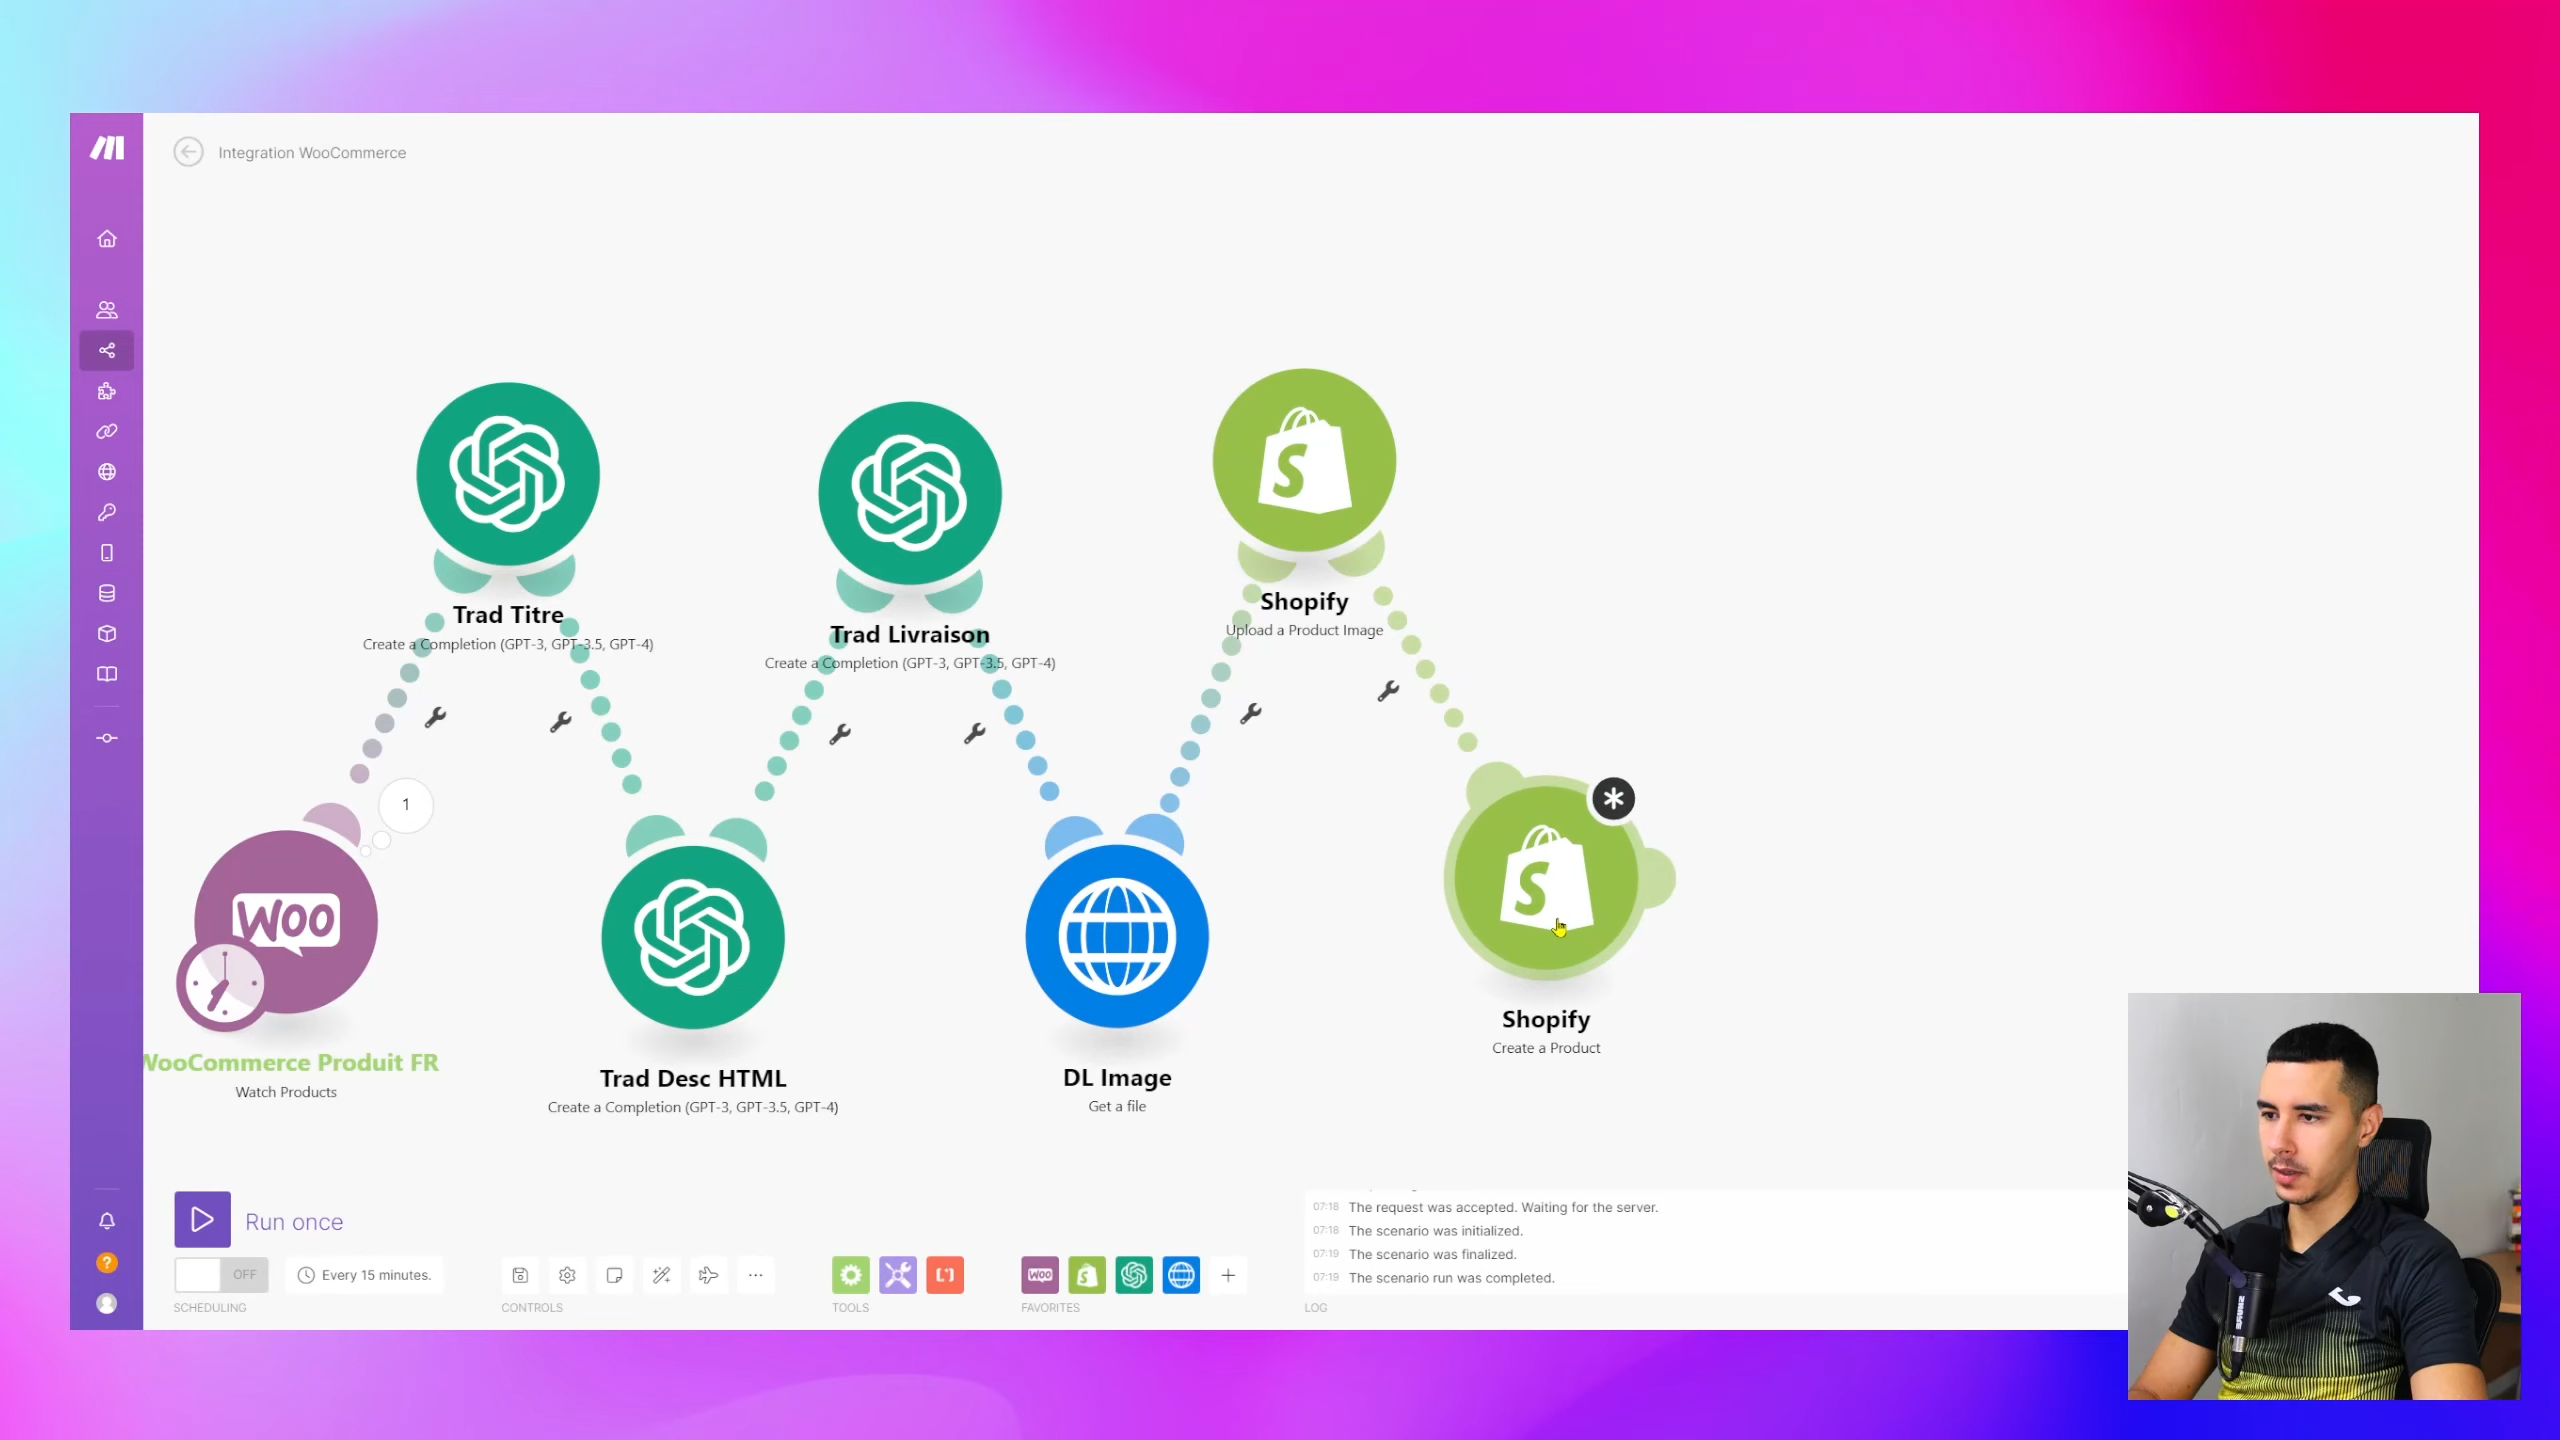 Integration WooCommerce
Trad Titre
Create a Completion (GPT-3, GPT-3.5, GPT-4)
Trad Livraison
Create a Completion (GPT-3, GPT-3.5, GPT-4)
Shopify
Upload a Product Image
1
WOO
WooCommerce Produit FR
Watch Products
Trad Desc HTML
Create a Completion (GPT-3, GPT-3.5, GPT-4)
DL Image
Get a file
Shopify
Create a Product
Run once
OFF
Every 15 minutes.
SCHEDULING
CONTROLS
TOOLS
WOO
FAVORITES
07:18 The request was accepted. Waiting for the server.
07:18 The scenario was initialized.
07:19 The scenario was finalized.
07:19 The scenario run was completed.
LOG